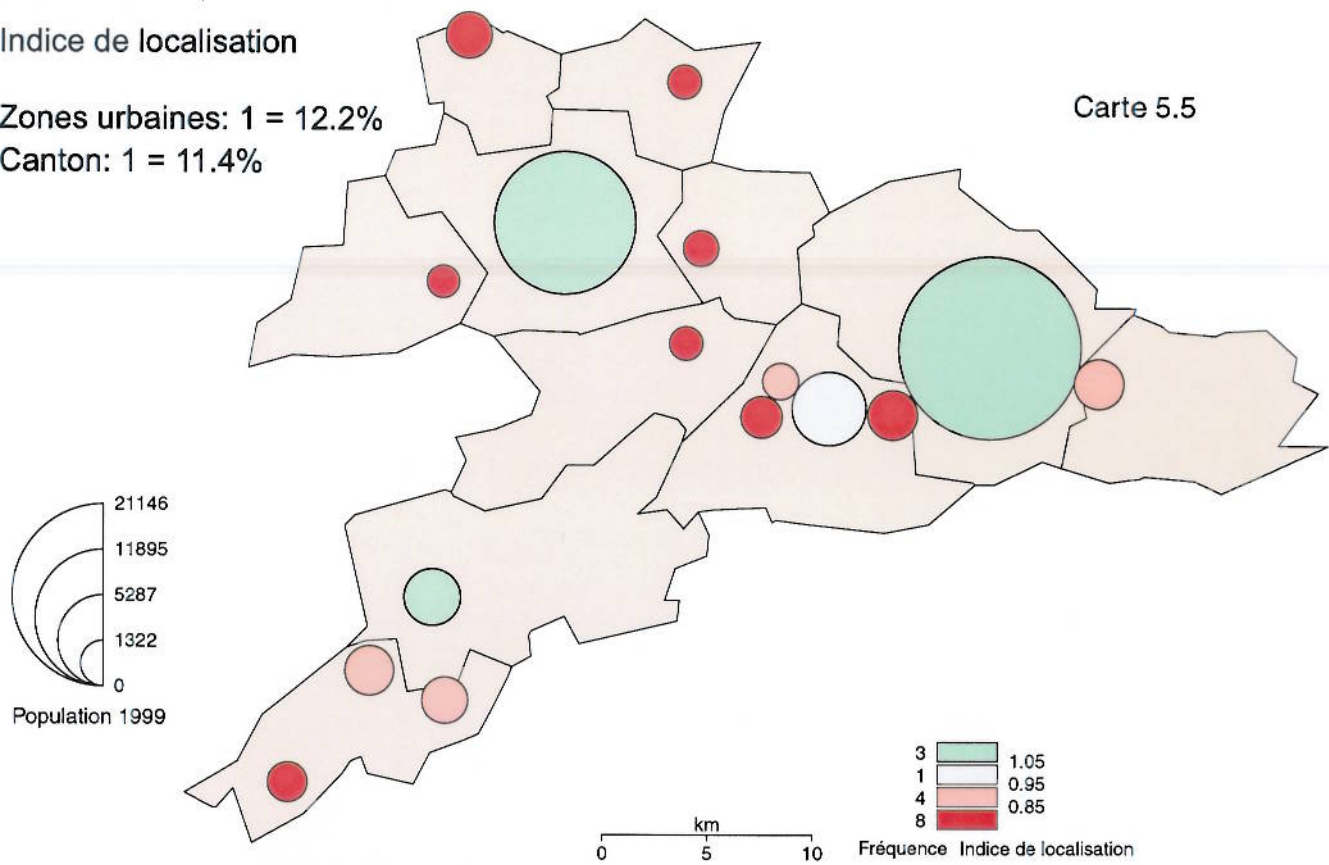 Indice de localisation
Zones urbaines: 1 = 12.2%
Canton: 1 = 11.4%
Carte 5.5
21146
11895
5287
1322
0
Population 1999
km
0 5 10
3
1
4
8
1.05
0.95
0.85
Fréquence Indice de localisation